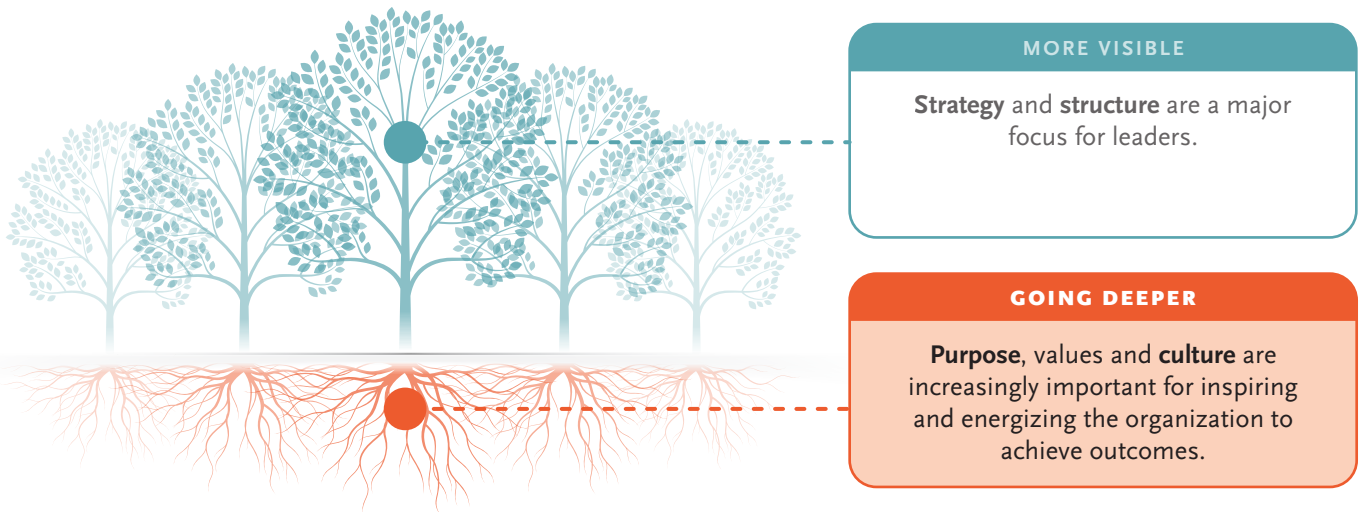 MORE VISIBLE
Strategy and structure are a major
focus for leaders.
GOING DEEPER
Purpose, values and culture are
increasingly important for inspiring
and energizing the organization to
achieve outcomes.